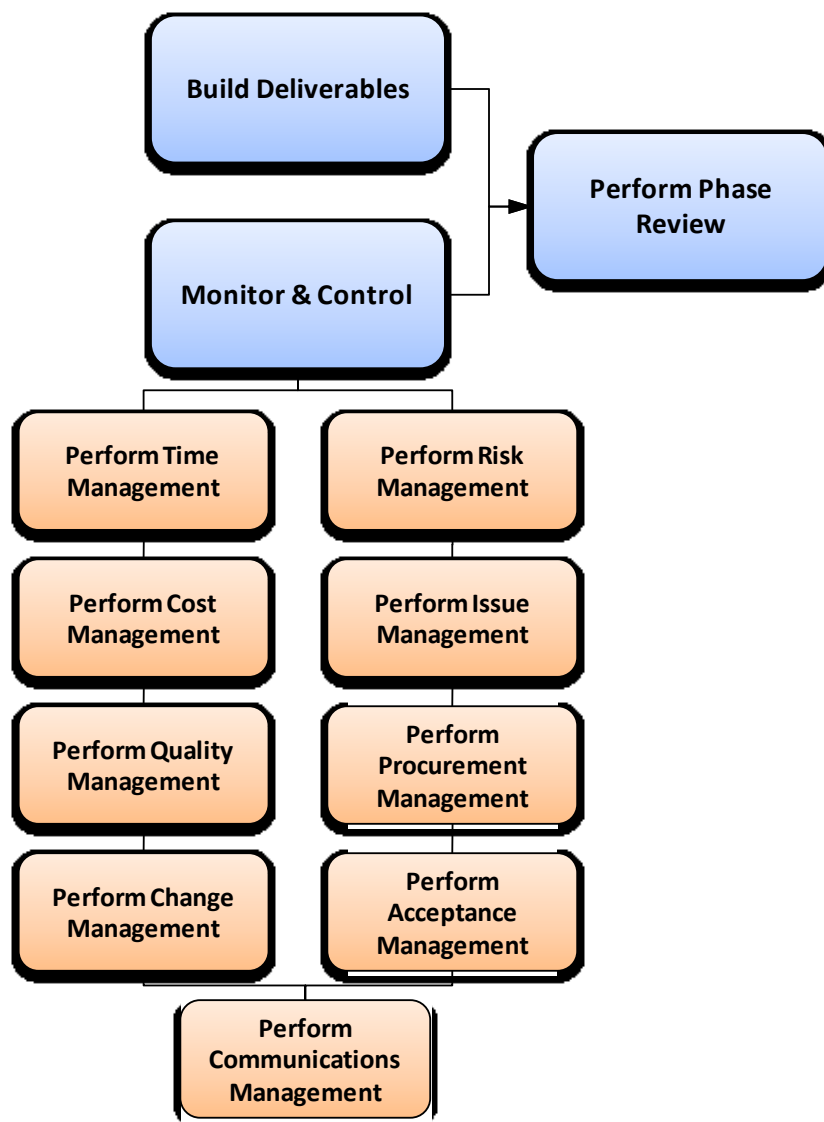 Build Deliverables
Perform Phase
Review
Monitor & Control
Perform Time
Management
Perform Risk
Management
Perform Cost
Management
Perform Issue
Management
Perform Quality
Management
Perform
Procurement
Management
Perform Change
Management
Perform
Acceptance
Management
Perform
Communications
Management